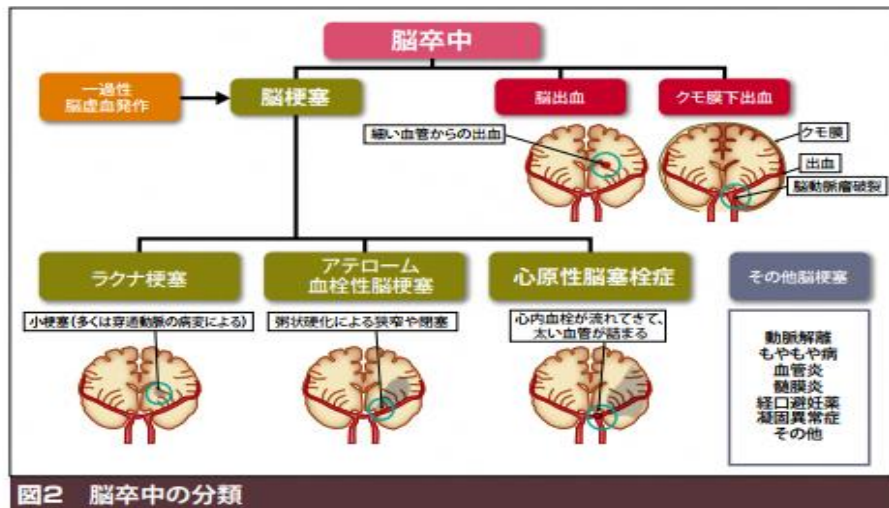 脳卒中
一過性
脳虚血発作
脳梗塞
脳出血
クモ膜下出血
細い血管からの出血
クモ膜
出血
脳動脈瘤破裂
ラクナ梗塞
アテローム
血栓性脳梗塞
心原性脳塞栓症
その他脳梗塞
小梗塞(多くは穿通動脈の病変による)
粥状硬化による狭窄や閉塞
心内血栓が流れてきて、
太い血管が詰まる
動脈解離
もやもや病
血管炎
髄膜炎
経口避妊薬
凝固異常症
その他
図2 脳卒中の分類